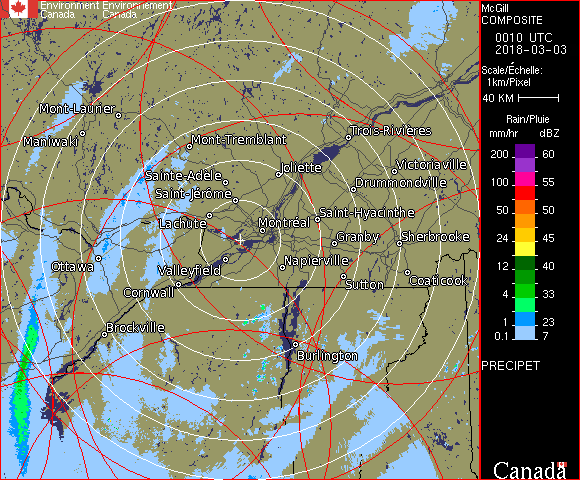 Environment Environnement
Canada Canada
McGill
COMPOSITE
0010 UTC
2018-03-03
Scale/Échelle:
1km/Pixel
40 KM
Rain/Pluie
mm/hr dBZ
200 60
100 55
50 50
24 45
12 40
4 33
1 23
0.1 7
PRECIPET
Canada
Mont-Laurier
Maniwaki
Mont-Tremblant
Trois-Rivières
Sainte-Adèle
Joliette
Victoriaville
Saint-Jérôme
Drummondville
Lachute
Montréal
Saint-Hyacinthe
Granby
Sherbrooke
Ottawa
Valleyfield
Napierville
Cornwall
Sutton
Coaticook
Brockville
Burlington